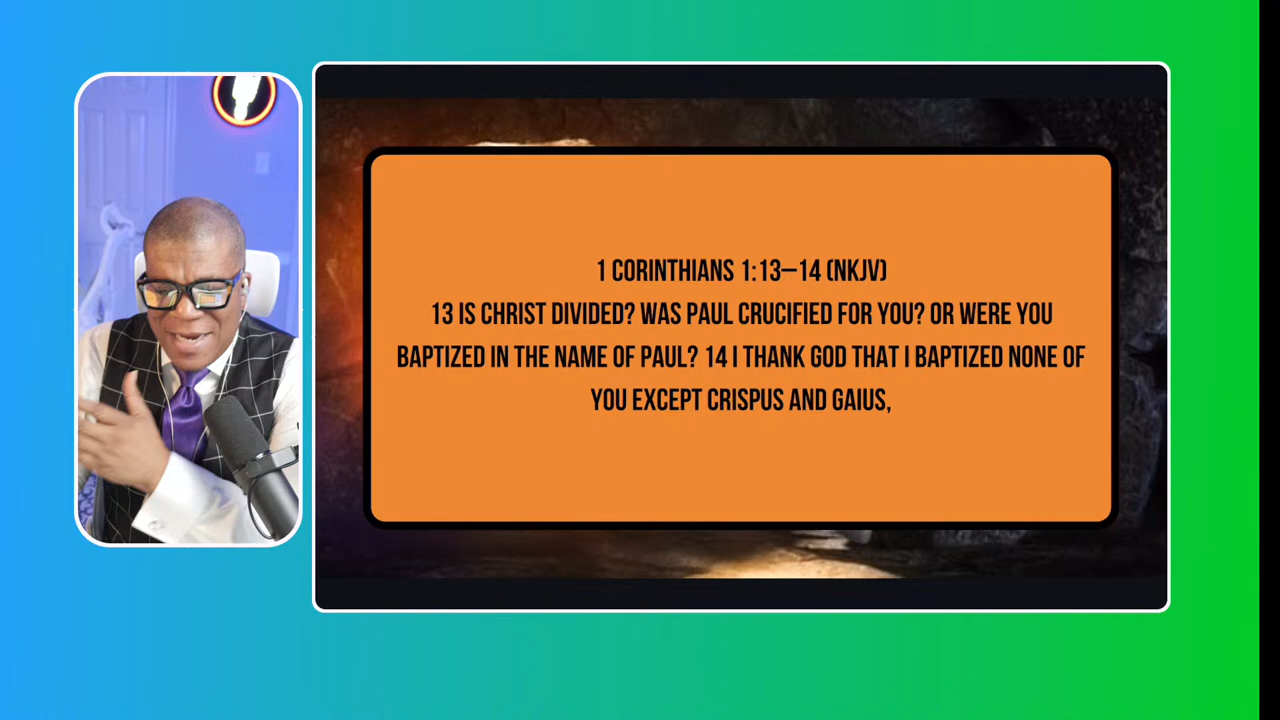 1 CORINTHIANS 1:13–14 (NKJV)
13 IS CHRIST DIVIDED? WAS PAUL CRUCIFIED FOR YOU? OR WERE YOU
BAPTIZED IN THE NAME OF PAUL? 14 I THANK GOD THAT I BAPTIZED NONE OF
YOU EXCEPT CRISPUS AND GAIUS,